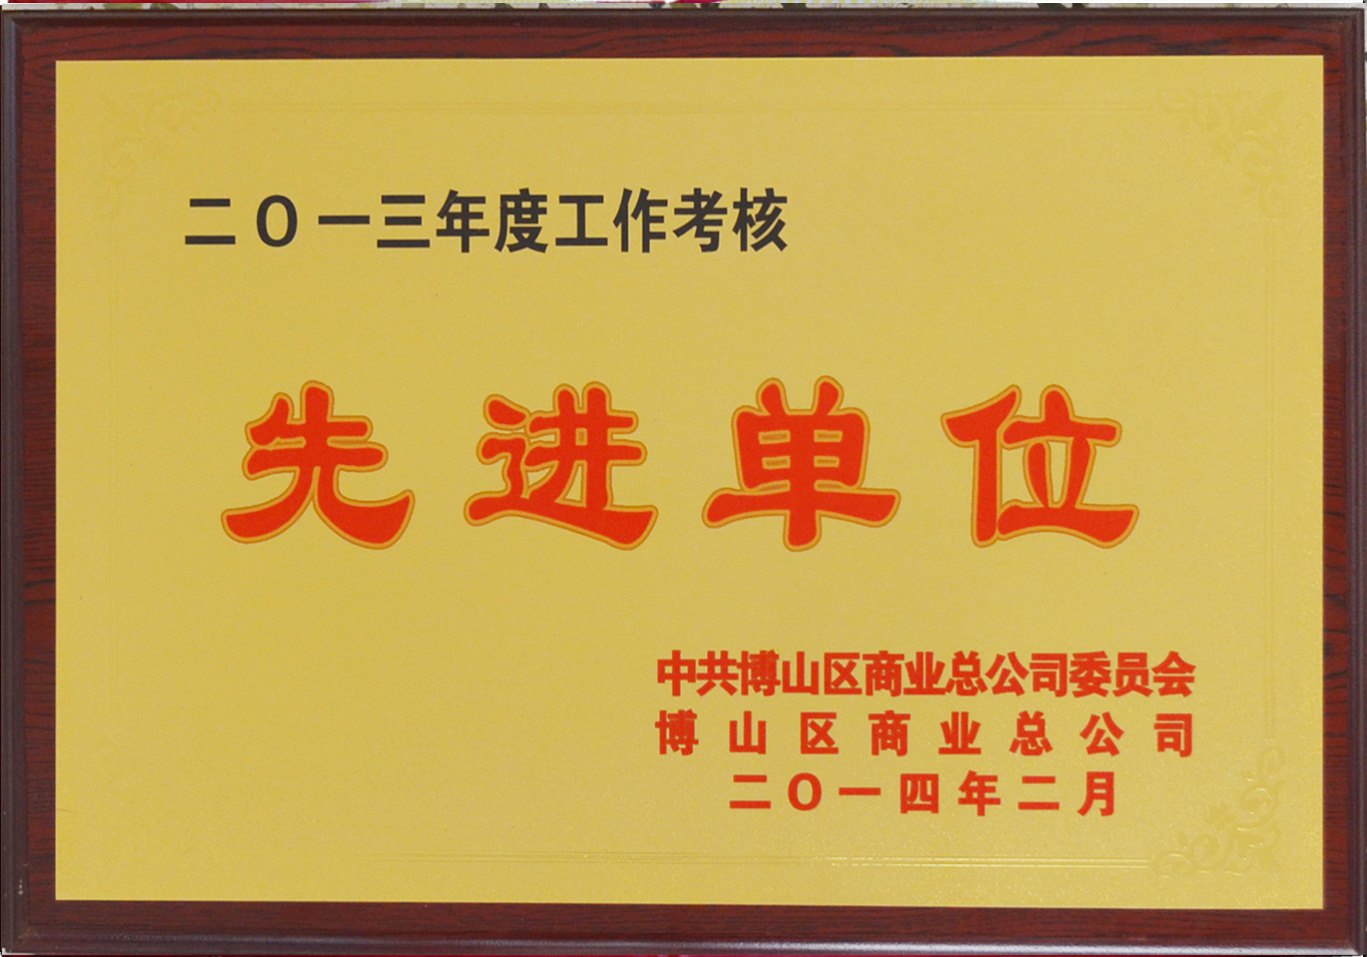 二O一三年度工作考核
先进单位
中共博山区商业总公司委员会
博山区商业总公司
二O一四年二月